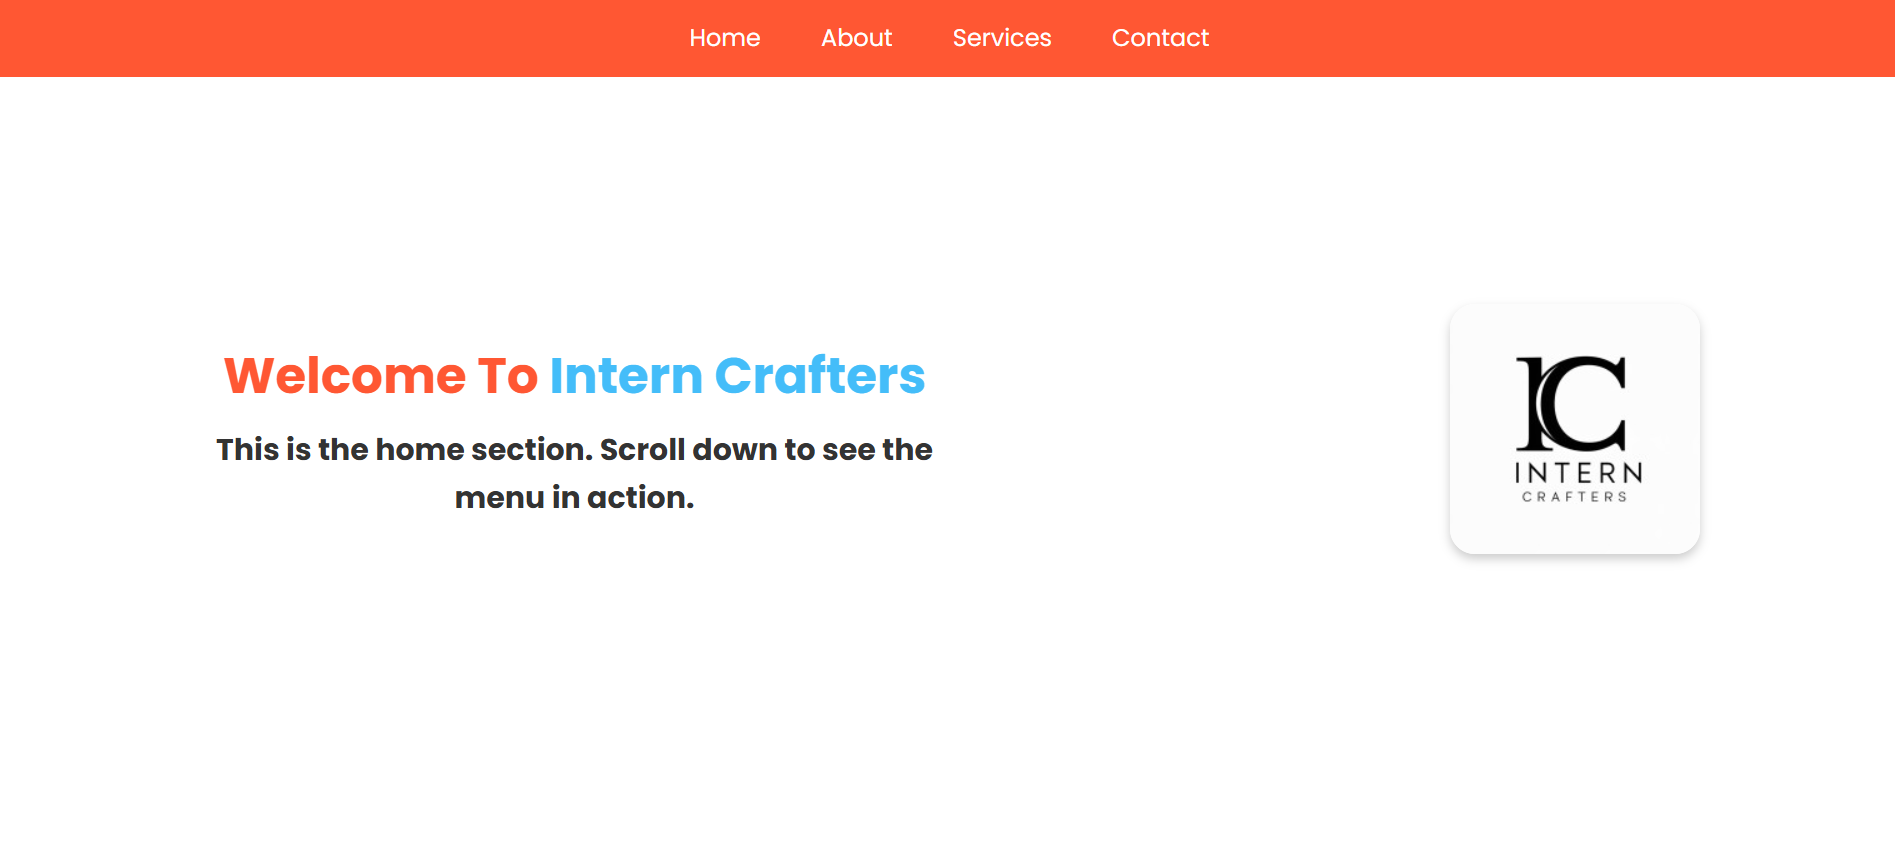 Home About Services Contact
Welcome To Intern Crafters
This is the home section. Scroll down to see the
menu in action.
IC
INTERN
CRAFTERS